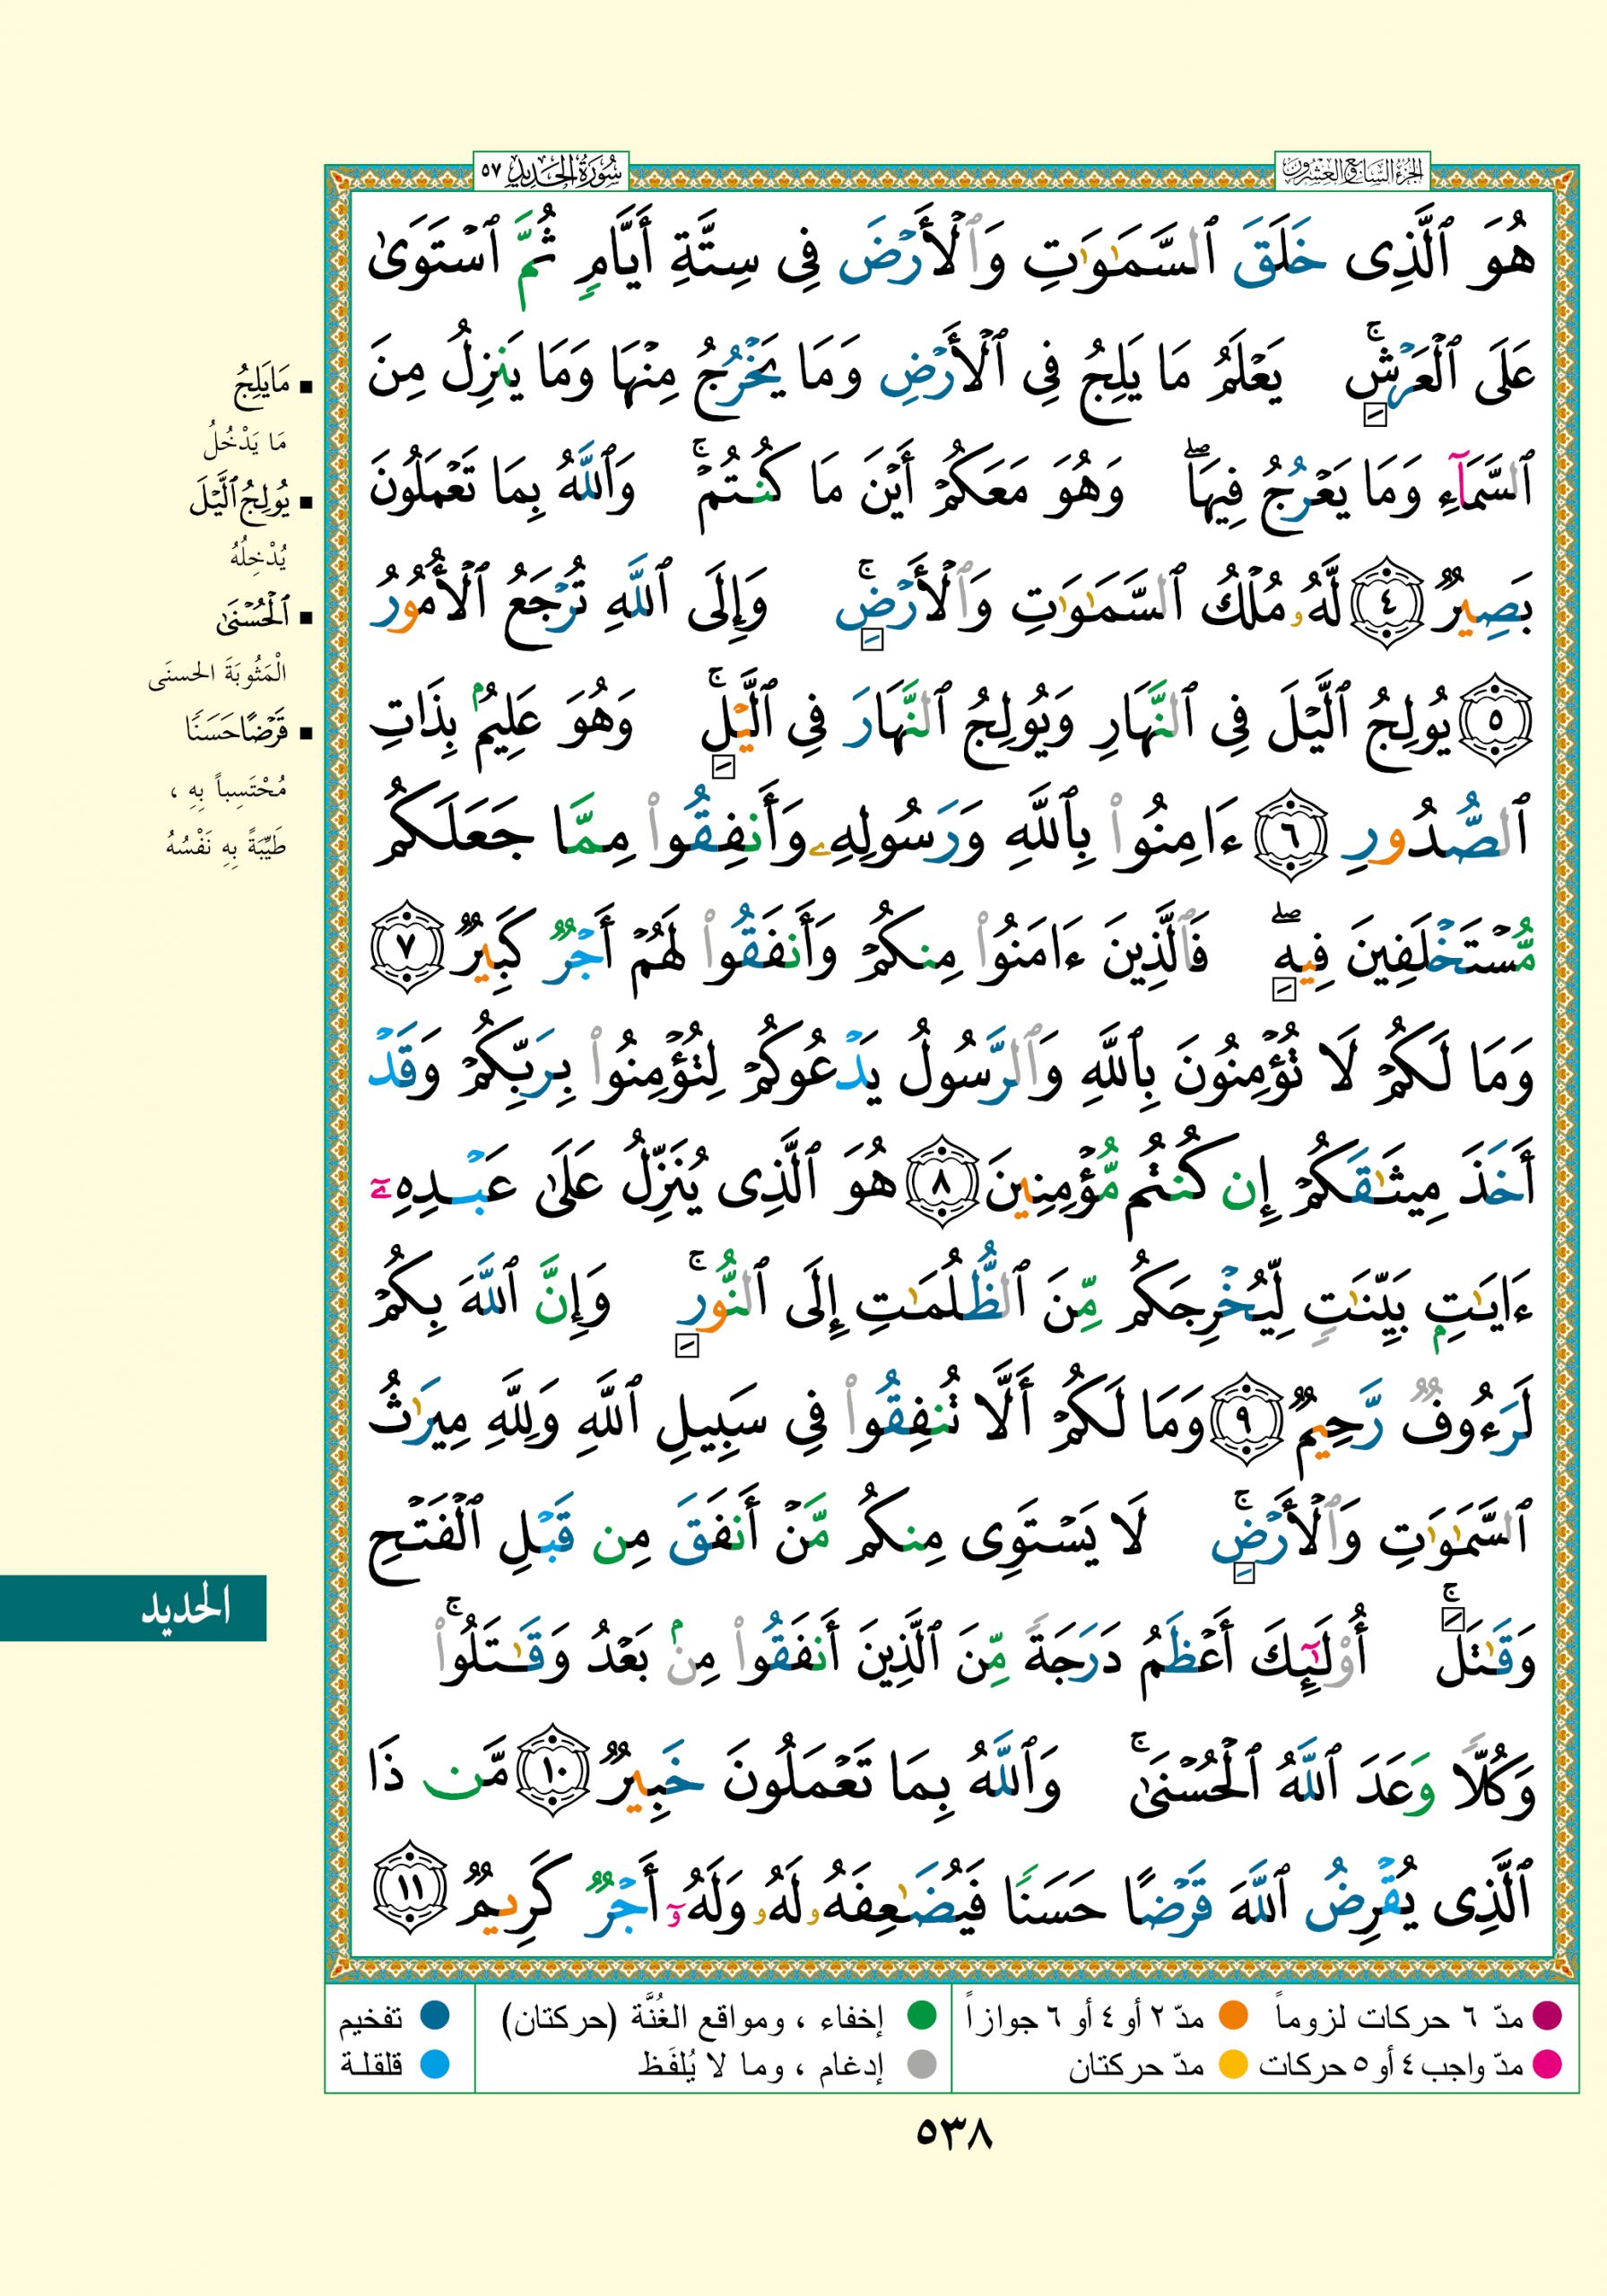 الجزء السابع والعشرون
سورة الحديد ٥٧
هُوَ ٱلَّذِى خَلَقَ ٱلسَّمَـٰوَٰتِ وَٱلْأَرْضَ فِى سِتَّةِ أَيَّامٍ ثُمَّ ٱسْتَوَىٰ
عَلَى ٱلْعَرْشِ ۚ يَعْلَمُ مَا يَلِجُ فِى ٱلْأَرْضِ وَمَا يَخْرُجُ مِنْهَا وَمَا يَنزِلُ مِنَ
ٱلسَّمَآءِ وَمَا يَعْرُجُ فِيهَا ۖ وَهُوَ مَعَكُمْ أَيْنَ مَا كُنتُمْ ۚ وَٱللَّهُ بِمَا تَعْمَلُونَ
بَصِيرٌ ٤ لَّهُۥ مُلْكُ ٱلسَّمَـٰوَٰتِ وَٱلْأَرْضِ ۚ وَإِلَى ٱللَّهِ تُرْجَعُ ٱلْأُمُورُ
٥ يُولِجُ ٱلَّيْلَ فِى ٱلنَّهَارِ وَيُولِجُ ٱلنَّهَارَ فِى ٱلَّيْلِ ۚ وَهُوَ عَلِيمٌۢ بِذَاتِ
ٱلصُّدُورِ ٦ ءَامِنُوا۟ بِٱللَّهِ وَرَسُولِهِۦ وَأَنفِقُوا۟ مِمَّا جَعَلَكُم
مُّسْتَخْلَفِينَ فِيهِ ۖ فَٱلَّذِينَ ءَامَنُوا۟ مِنكُمْ وَأَنفَقُوا۟ لَهُمْ أَجْرٌ كَبِيرٌ ٧
وَمَا لَكُمْ لَا تُؤْمِنُونَ بِٱللَّهِ وَٱلرَّسُولُ يَدْعُوكُمْ لِتُؤْمِنُوا۟ بِرَبِّكُمْ وَقَدْ
أَخَذَ مِيثَـٰقَكُمْ إِن كُنتُم مُّؤْمِنِينَ ٨ هُوَ ٱلَّذِى يُنَزِّلُ عَلَىٰ عَبْدِهِۦٓ
ءَايَـٰتٍۭ بَيِّنَـٰتٍ لِّيُخْرِجَكُم مِّنَ ٱلظُّلُمَـٰتِ إِلَى ٱلنُّورِ ۚ وَإِنَّ ٱللَّهَ بِكُمْ
لَرَءُوفٌ رَّحِيمٌ ٩ وَمَا لَكُمْ أَلَّا تُنفِقُوا۟ فِى سَبِيلِ ٱللَّهِ وَلِلَّهِ مِيرَٰثُ
ٱلسَّمَـٰوَٰتِ وَٱلْأَرْضِ ۚ لَا يَسْتَوِى مِنكُم مَّنْ أَنفَقَ مِن قَبْلِ ٱلْفَتْحِ
وَقَـٰتَلَ ۚ أُو۟لَـٰٓئِكَ أَعْظَمُ دَرَجَةً مِّنَ ٱلَّذِينَ أَنفَقُوا۟ مِنۢ بَعْدُ وَقَـٰتَلُوا۟ ۚ
وَكُلًّا وَعَدَ ٱللَّهُ ٱلْحُسْنَىٰ ۚ وَٱللَّهُ بِمَا تَعْمَلُونَ خَبِيرٌ ١٠ مَّن ذَا
ٱلَّذِى يُقْرِضُ ٱللَّهَ قَرْضًا حَسَنًا فَيُضَـٰعِفَهُۥ لَهُۥ وَلَهُۥٓ أَجْرٌ كَرِيمٌ ١١
▪ مَا يَلِجُ
مَا يَدْخُلُ
▪ يُولِجُ ٱلَّيْلَ
يُدْخِلُهُ
▪ ٱلْحُسْنَىٰ
الْمَثُوبَةَ الحسنَى
▪ قَرْضًا حَسَنًا
مُحْتَسِباً بِهِ ،
طَيِّبَةً بِهِ نَفْسُهُ
الحديد
مدّ ٦ حركات لزوماً
مدّ ٢ أو ٤ أو ٦ جوازاً
إخفاء ، ومواقع الغُنَّة (حركتان)
تفخيم
مدّ واجب ٤ أو ٥ حركات
مدّ حركتان
إدغام ، وما لا يُلفَظ
قلقلة
٥٣٨